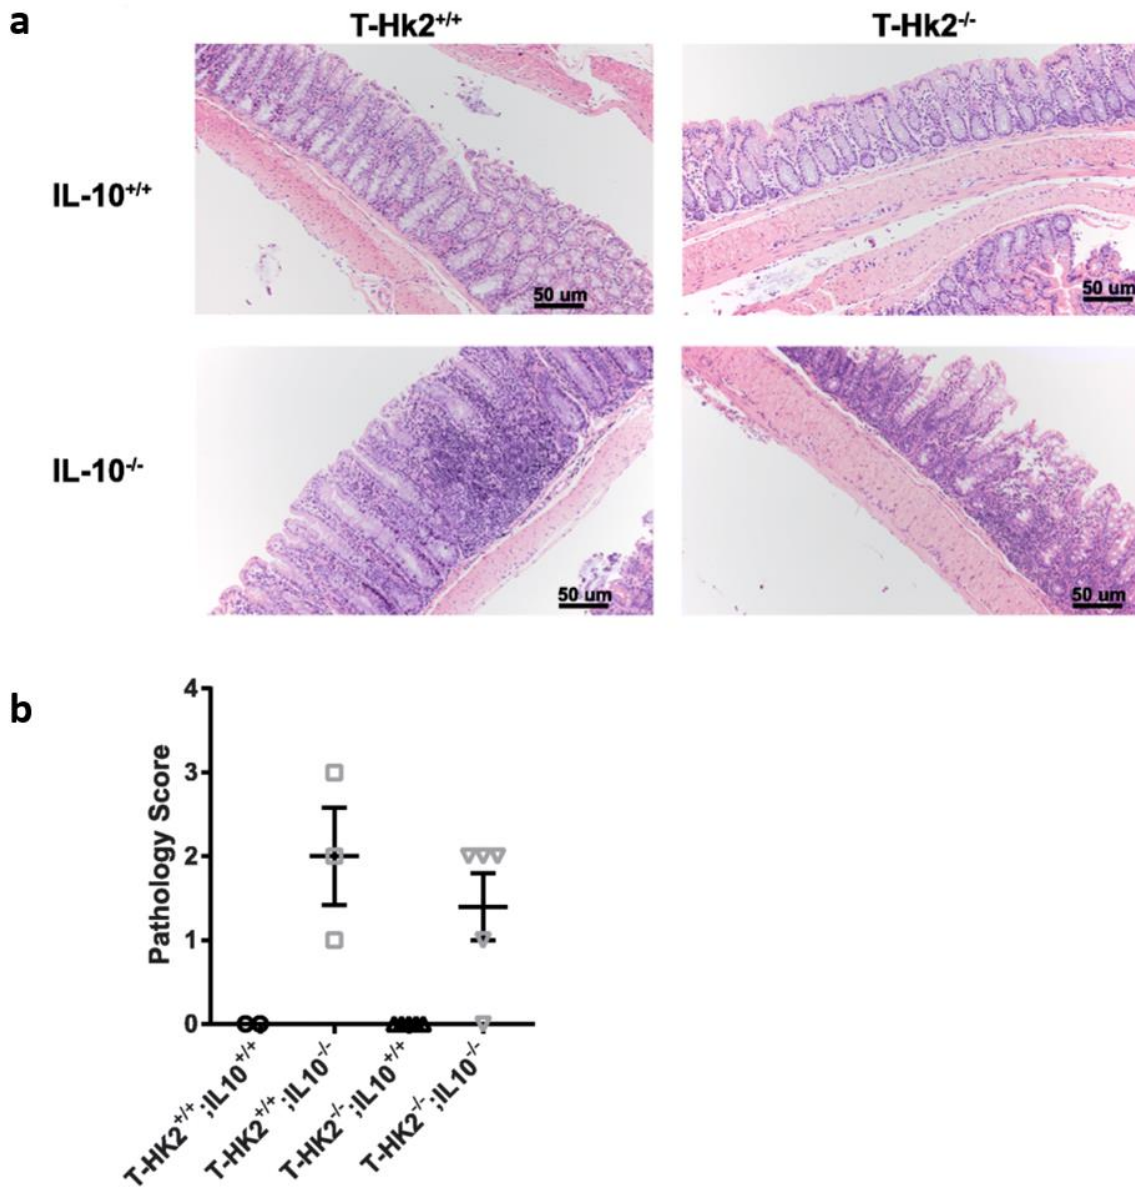 a
T-Hk2+/+
T-Hk2-/-
IL-10+/+
50 um
50 um
IL-10-/-
50 um
50 um
b
4
3
2
1
0
Pathology Score
T-HK2+/+;IL10+/+
T-HK2+/+;IL10-/-
T-HK2-/-;IL10+/+
T-HK2-/-;IL10-/-